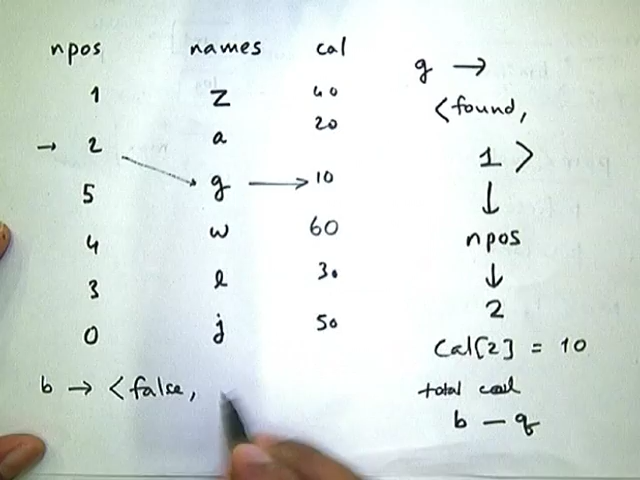 npos names cal
1 Z 40
→ 2 a 20
5 g → 10
4 w 60
3 l 30
0 j 50
b → <false,
g →
<found,
1 >
↓
npos
↓
2
Cal[2] = 10
total cal
b - g